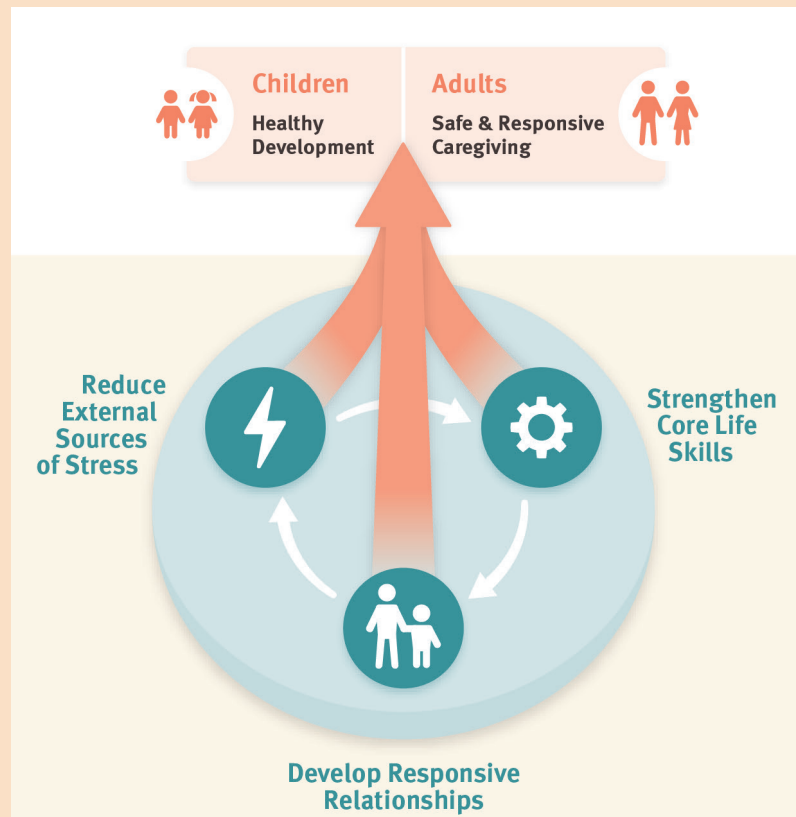 Children
Healthy
Development
Adults
Safe & Responsive
Caregiving
Reduce
External
Sources
of Stress
Strengthen
Core Life
Skills
Develop Responsive
Relationships